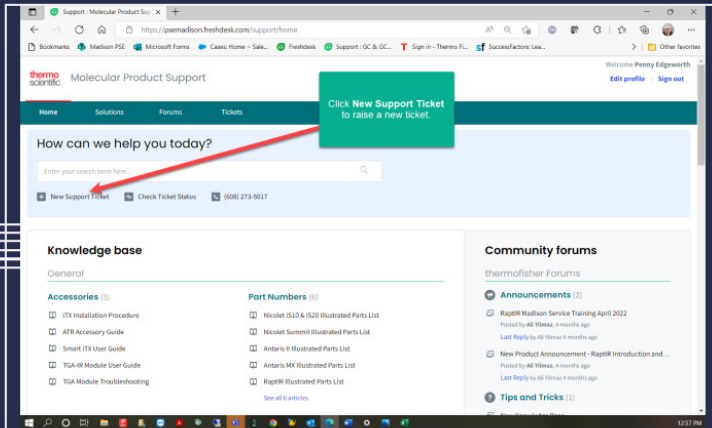 Support : Molecular Product Sup
https://psemadison.freshdesk.com/support/home
Bookmarks Madison PSE Microsoft Forms Cases: Home ~ Sale... Freshdesk Support : GC & GC... Sign in - Thermo Fi... SuccessFactors: Lea... Other favorites
Welcome Penny Edgeworth
thermo scientific
Molecular Product Support
Edit profile Sign out
Home Solutions Forums Tickets
Click New Support Ticket
to raise a new ticket.
How can we help you today?
Enter your search term here...
New Support Ticket Check Ticket Status (608) 273-5017
Knowledge base
General
Accessories (5)
ITX Installation Procedure
ATR Accessory Guide
Smart iTX User Guide
TGA-IR Module User Guide
TGA Module Troubleshooting
Part Numbers (6)
Nicolet iS10 & iS20 Illustrated Parts List
Nicolet Summit Illustrated Parts List
Antaris II Illustrated Parts List
Antaris MX Illustrated Parts List
RaptIR Illustrated Parts List
See all 6 articles
Community forums
thermofisher Forums
Announcements (2)
RaptIR Madison Service Training April 2022
Posted by Ali Yilmaz, 4 months ago
Last Reply by Ali Yilmaz 4 months ago
New Product Announcement - RaptIR Introduction and...
Posted by Ali Yilmaz, 4 months ago
Last Reply by Ali Yilmaz 4 months ago
Tips and Tricks (1)
12:57 PM